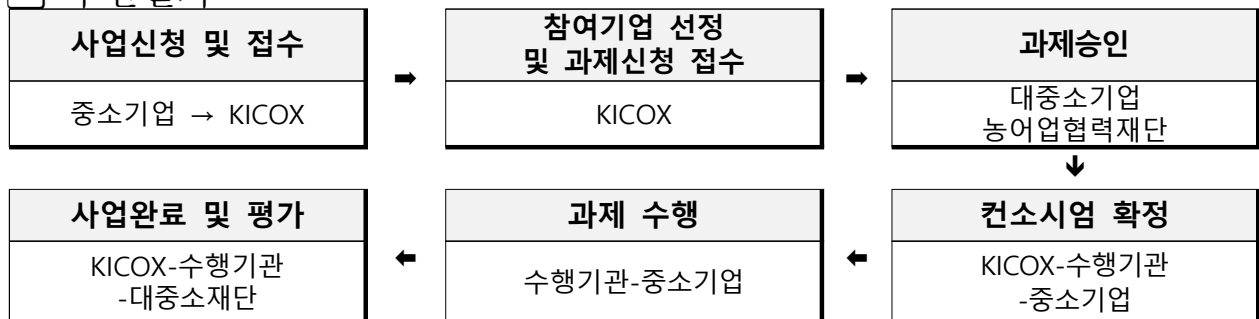 사업신청 및 접수
중소기업 → KICOX
➡
참여기업 선정
및 과제신청 접수
KICOX
➡
과제승인
대중소기업
농어업협력재단
🡻
컨소시엄 확정
KICOX-수행기관
-중소기업
⬅
과제 수행
수행기관-중소기업
⬅
사업완료 및 평가
KICOX-수행기관
-대중소재단